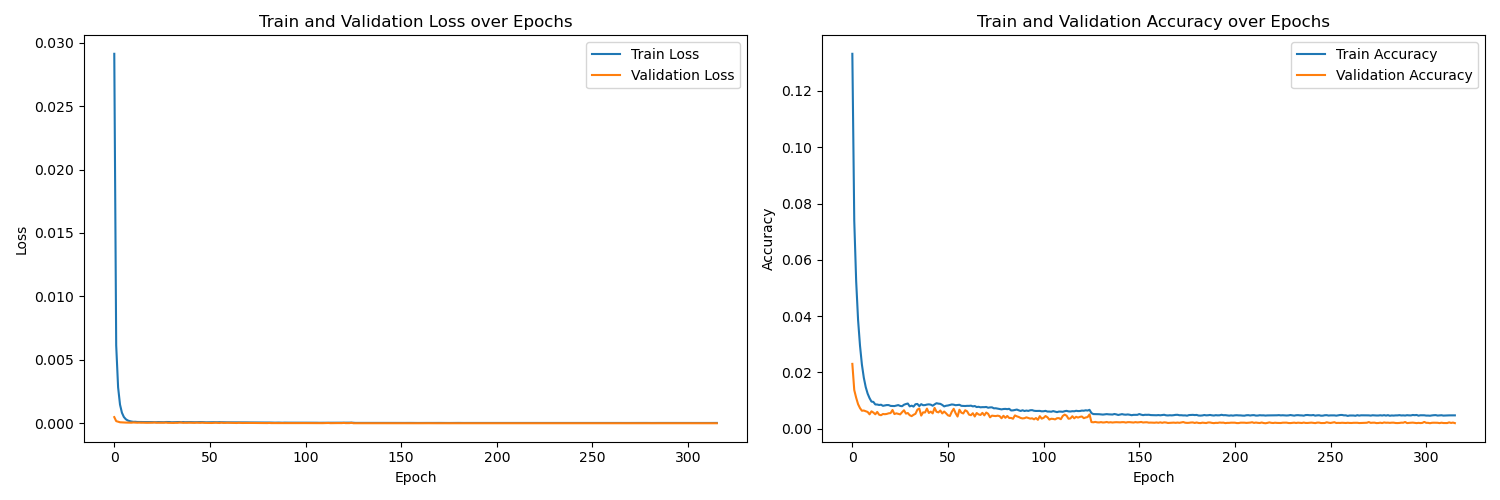 Train and Validation Loss over Epochs
0.030
0.025
0.020
0.015
0.010
0.005
0.000
Loss
0
50
100
150
200
250
300
Epoch
Train Loss
Validation Loss
Train and Validation Accuracy over Epochs
0.12
0.10
0.08
0.06
0.04
0.02
0.00
Accuracy
0
50
100
150
200
250
300
Epoch
Train Accuracy
Validation Accuracy